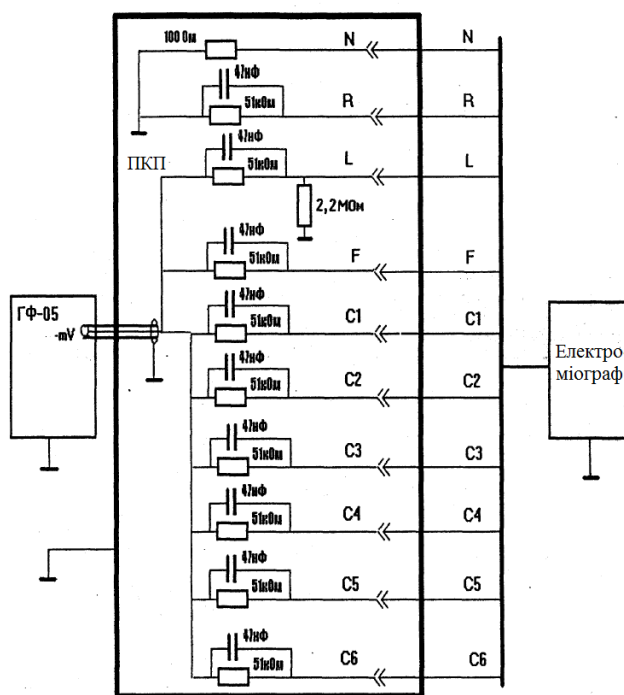 100 Ом N N
47нФ
51кОм R R
47нФ
ПКП 51кОм L L
2,2МОм
47нФ
51кОм F F
ГФ-05
-mV
47нФ
51кОм C1 C1
Електро
міограф
47нФ
51кОм C2 C2
47нФ
51кОм C3 C3
47нФ
51кОм C4 C4
47нФ
51кОм C5 C5
47нФ
51кОм C6 C6